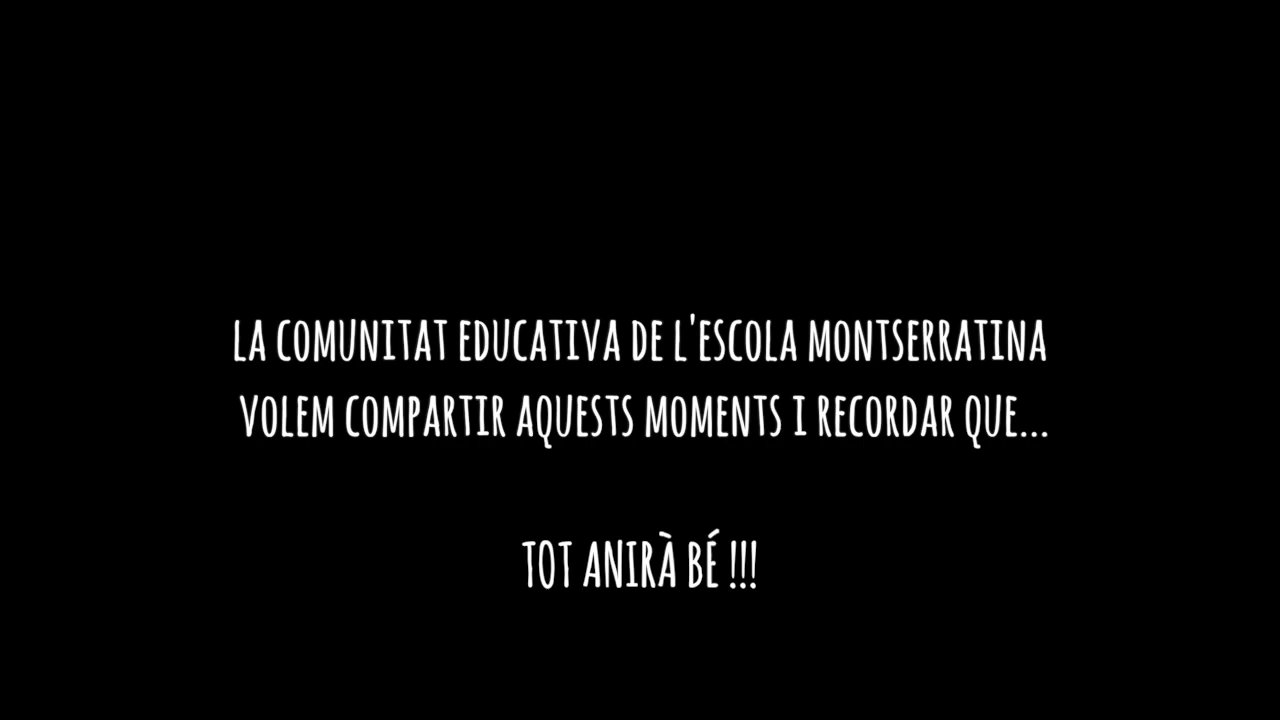 LA COMUNITAT EDUCATIVA DE L'ESCOLA MONTSERRATINA
VOLEM COMPARTIR AQUESTS MOMENTS I RECORDAR QUE...
TOT ANIRÀ BÉ !!!